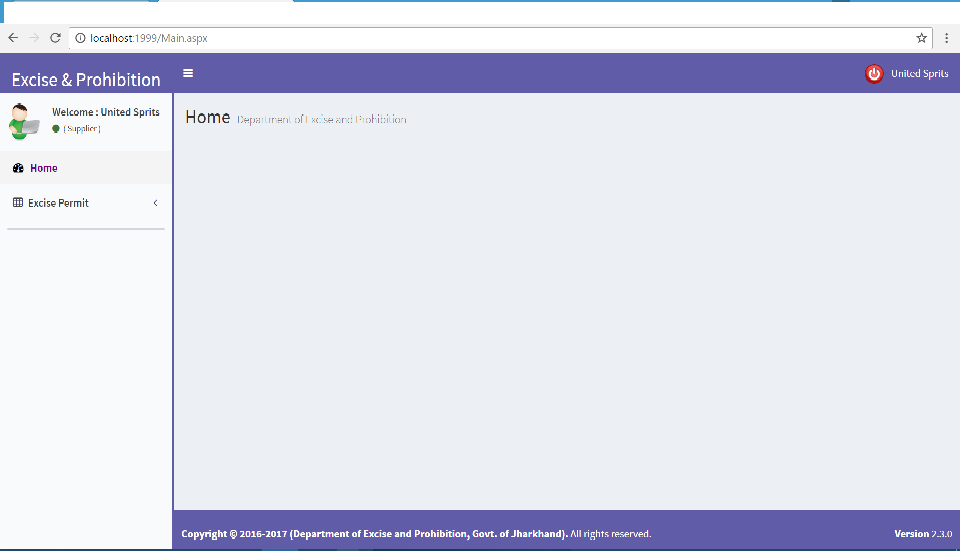 localhost:1999/Main.aspx
Excise & Prohibition
United Sprits
Welcome : United Sprits
( Supplier )
Home Department of Excise and Prohibition
Home
Excise Permit
Copyright © 2016-2017 (Department of Excise and Prohibition, Govt. of Jharkhand). All rights reserved.
Version 2.3.0